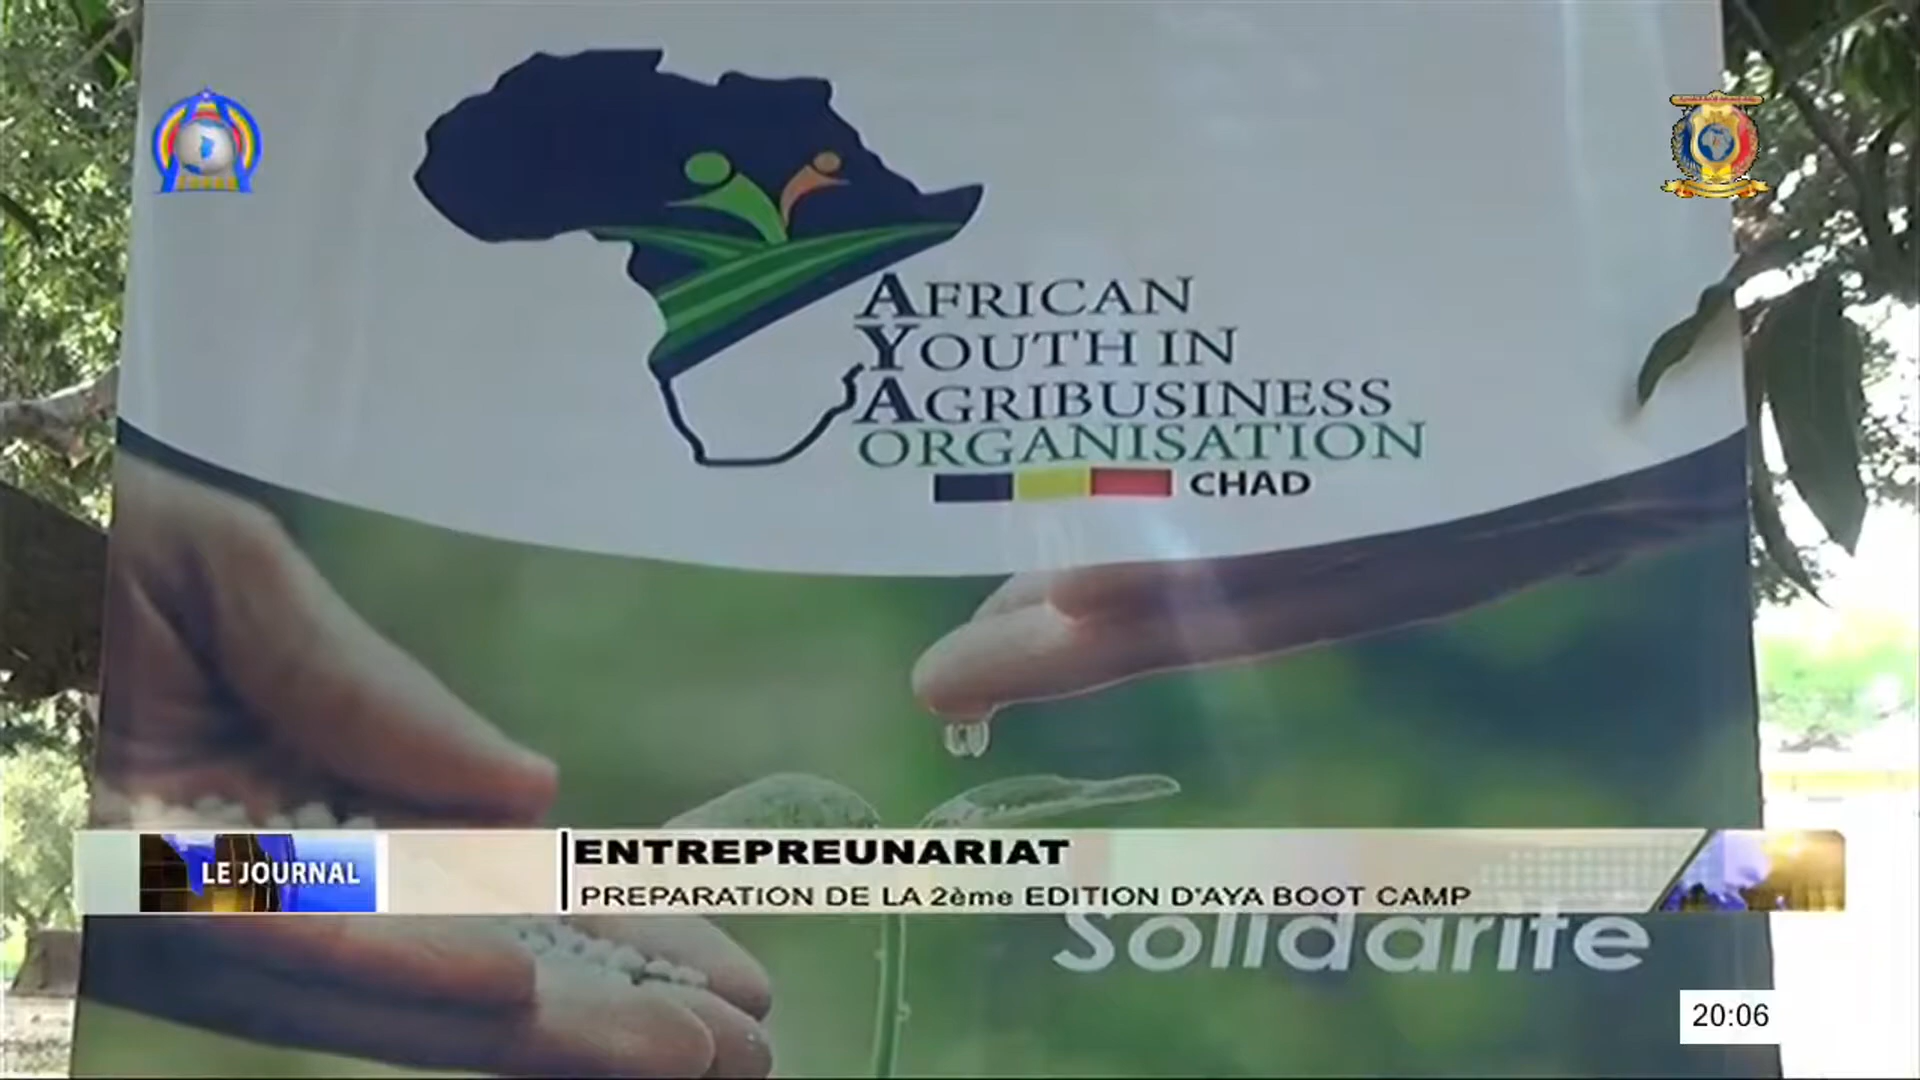 AFRICAN
YOUTH IN
AGRIBUSINESS
ORGANISATION
CHAD
LE JOURNAL
ENTREPREUNARIAT
PREPARATION DE LA 2ème EDITION D'AYA BOOT CAMP
Solidarité
20:06